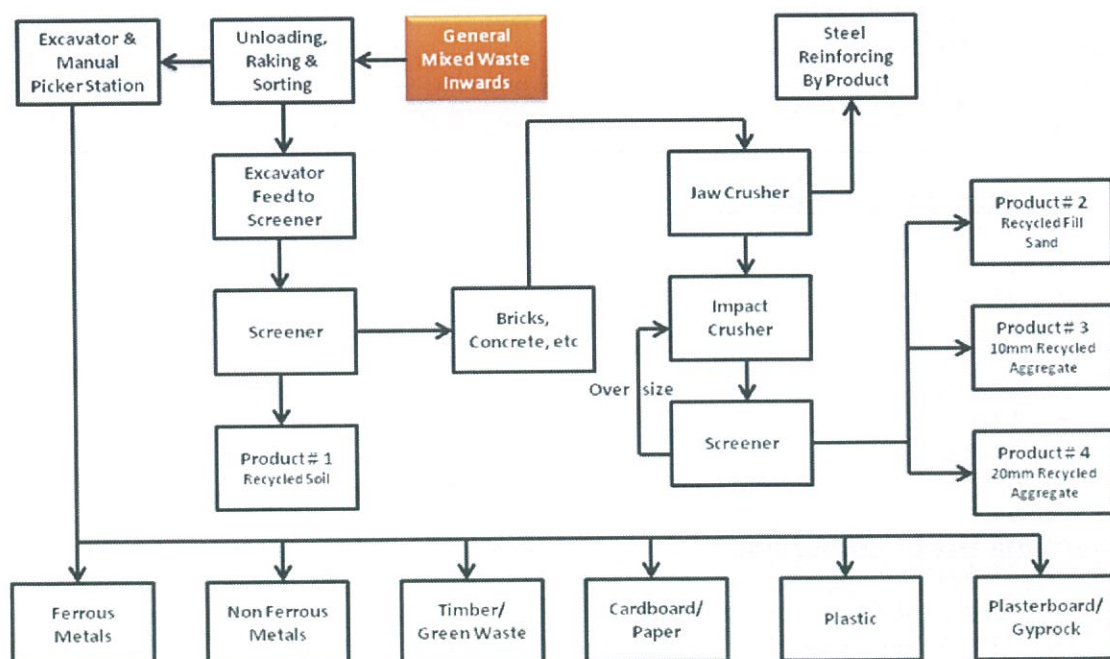 Excavator &
Manual
Picker Station
Unloading,
Raking &
Sorting
General
Mixed Waste
Inwards
Steel
Reinforcing
By Product
Excavator
Feed to
Screener
Jaw Crusher
Product # 2
Recycled Fill
Sand
Screener
Bricks,
Concrete, etc
Impact
Crusher
Product # 3
10mm Recycled
Aggregate
Over size
Screener
Product # 1
Recycled Soil
Product # 4
20mm Recycled
Aggregate
Ferrous
Metals
Non Ferrous
Metals
Timber/
Green Waste
Cardboard/
Paper
Plastic
Plasterboard/
Gyprock